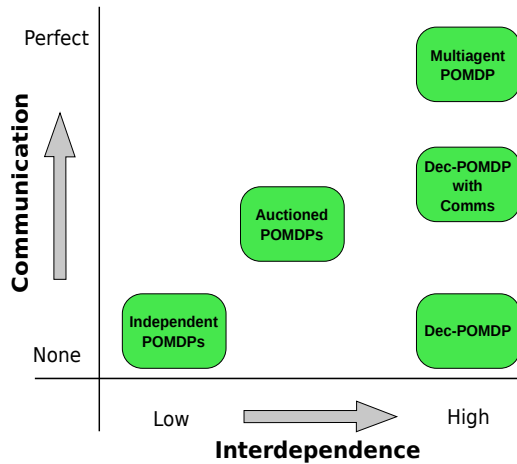 Perfect
Multiagent
POMDP
Communication
Dec-POMDP
with
Comms
Auctioned
POMDPs
Independent
POMDPs
Dec-POMDP
None
Low
High
Interdependence